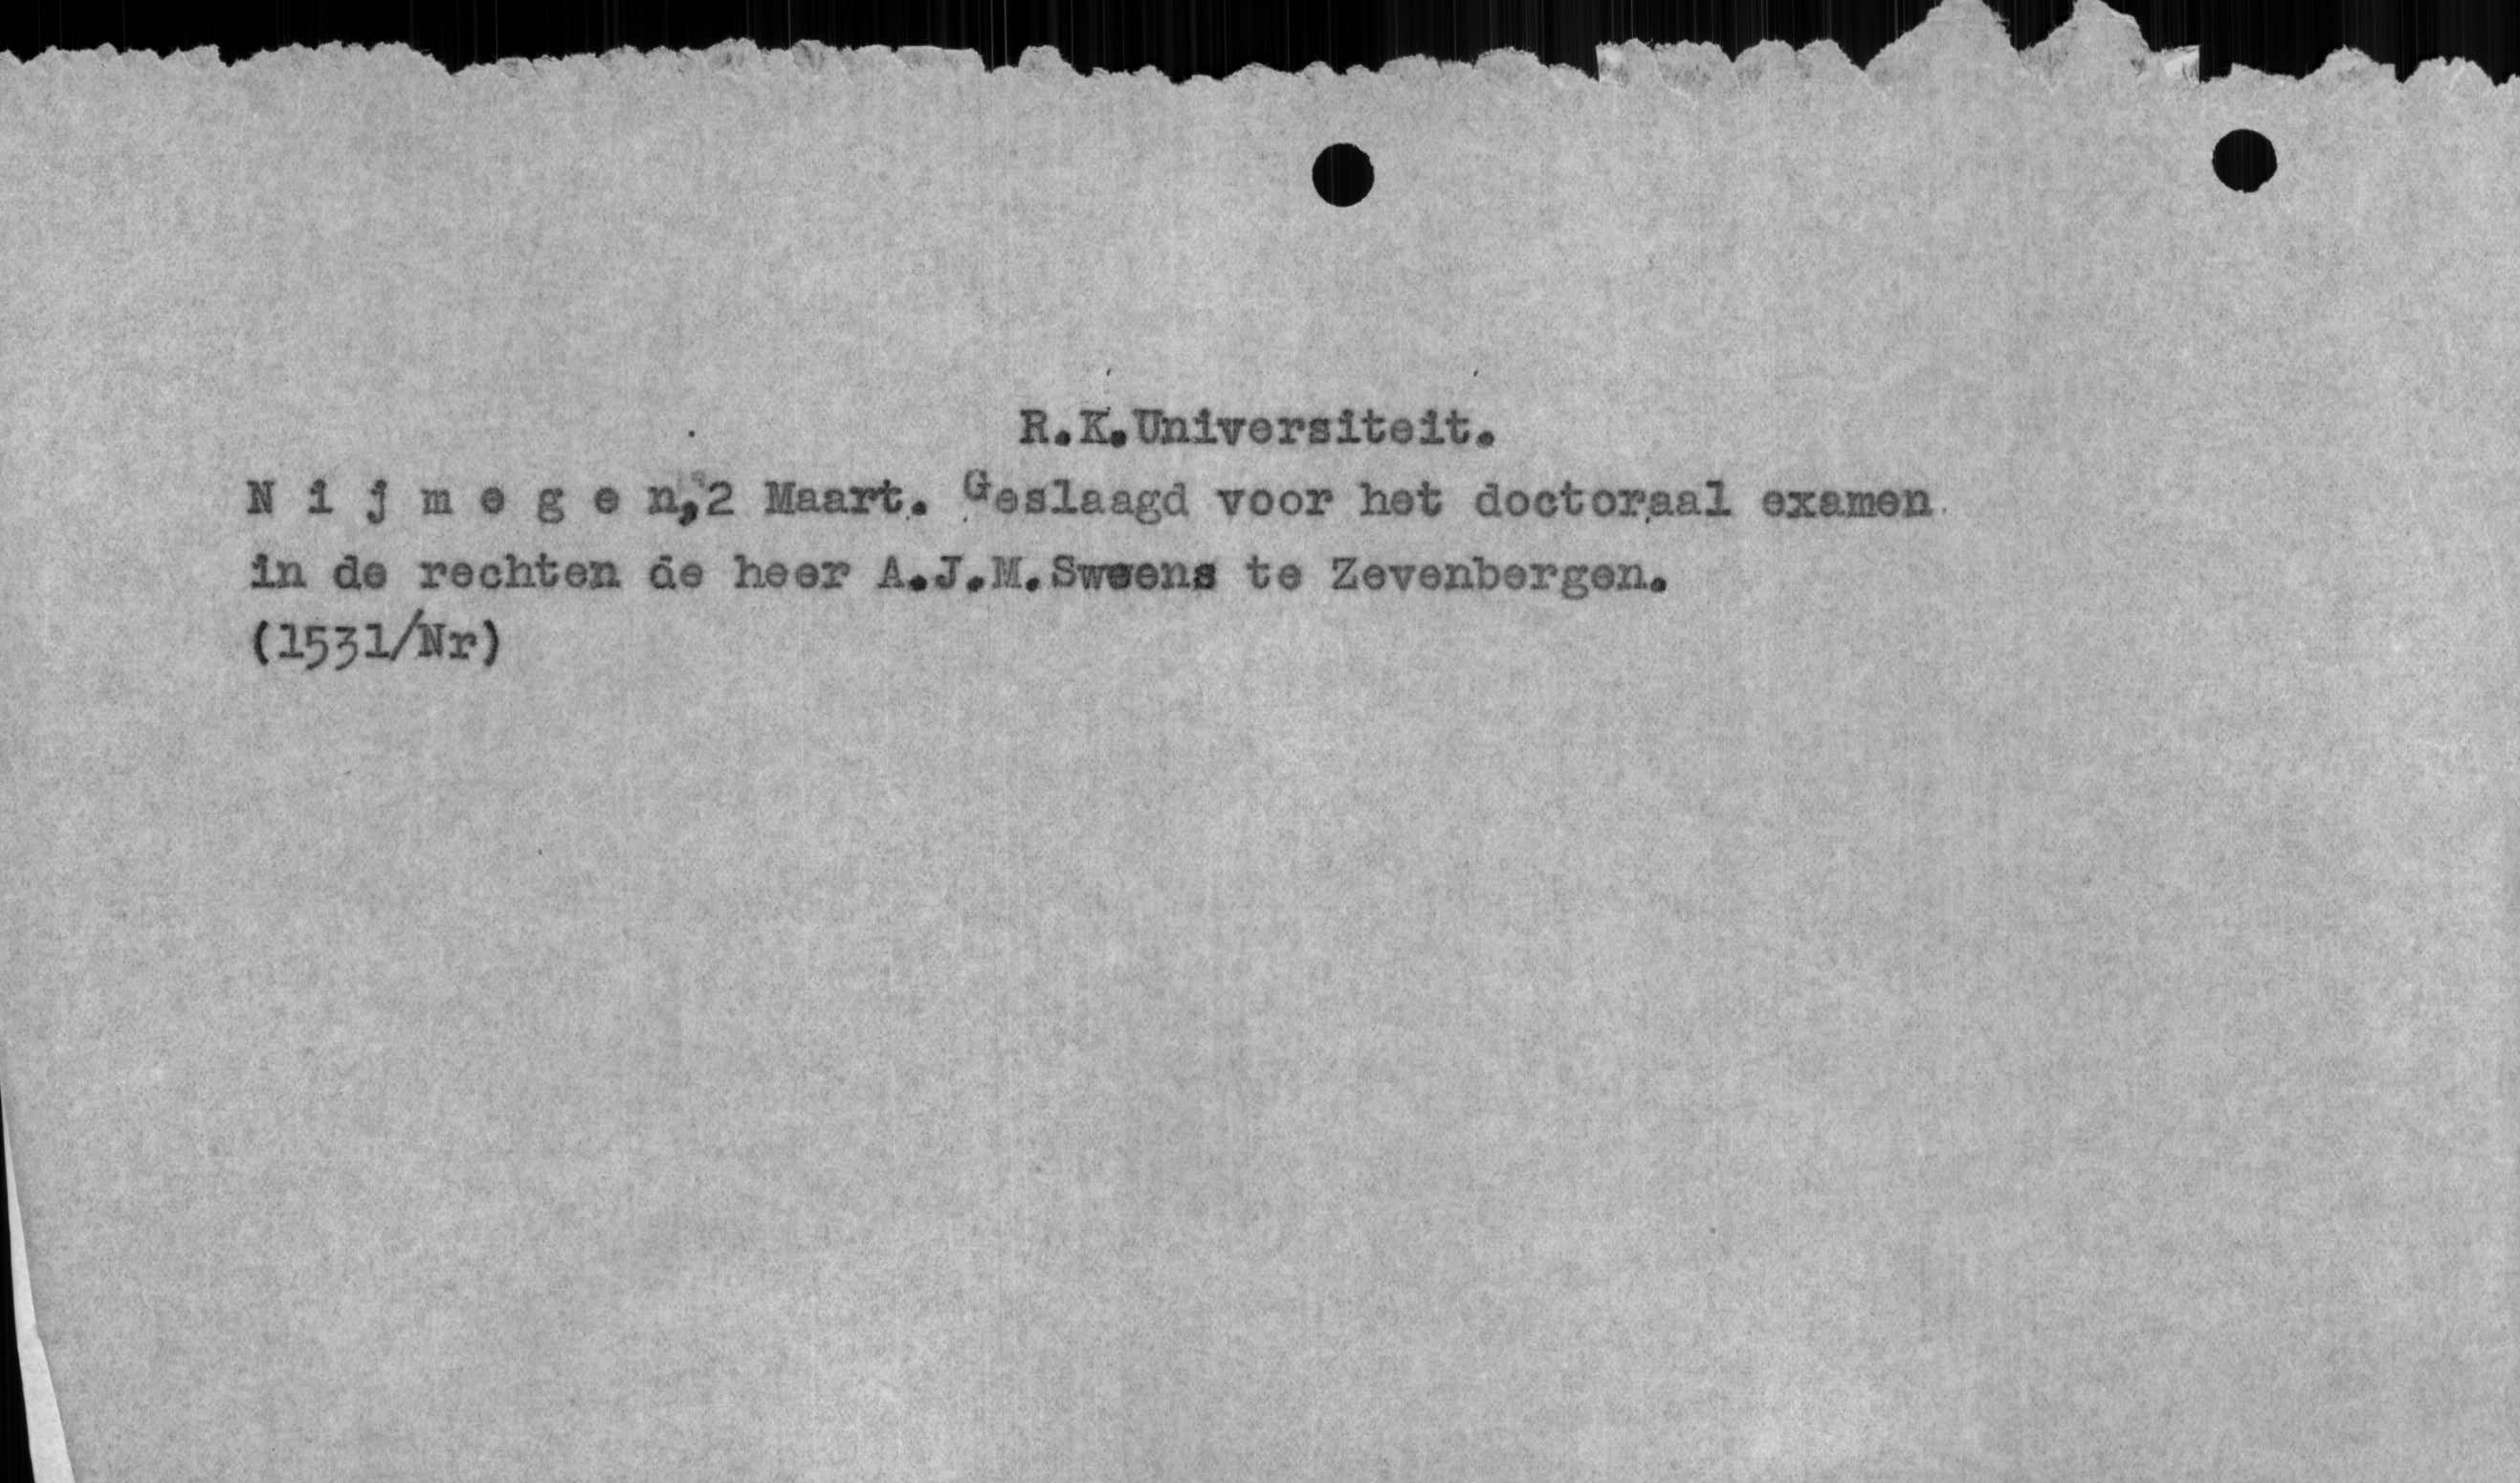 R.K.Universiteit.
N i j m e g e n,2 Maart. Geslaagd voor het doctoraal examen
in de rechten de heer A.J.M.Sweens te Zevenbergen.
(1531/Nr)